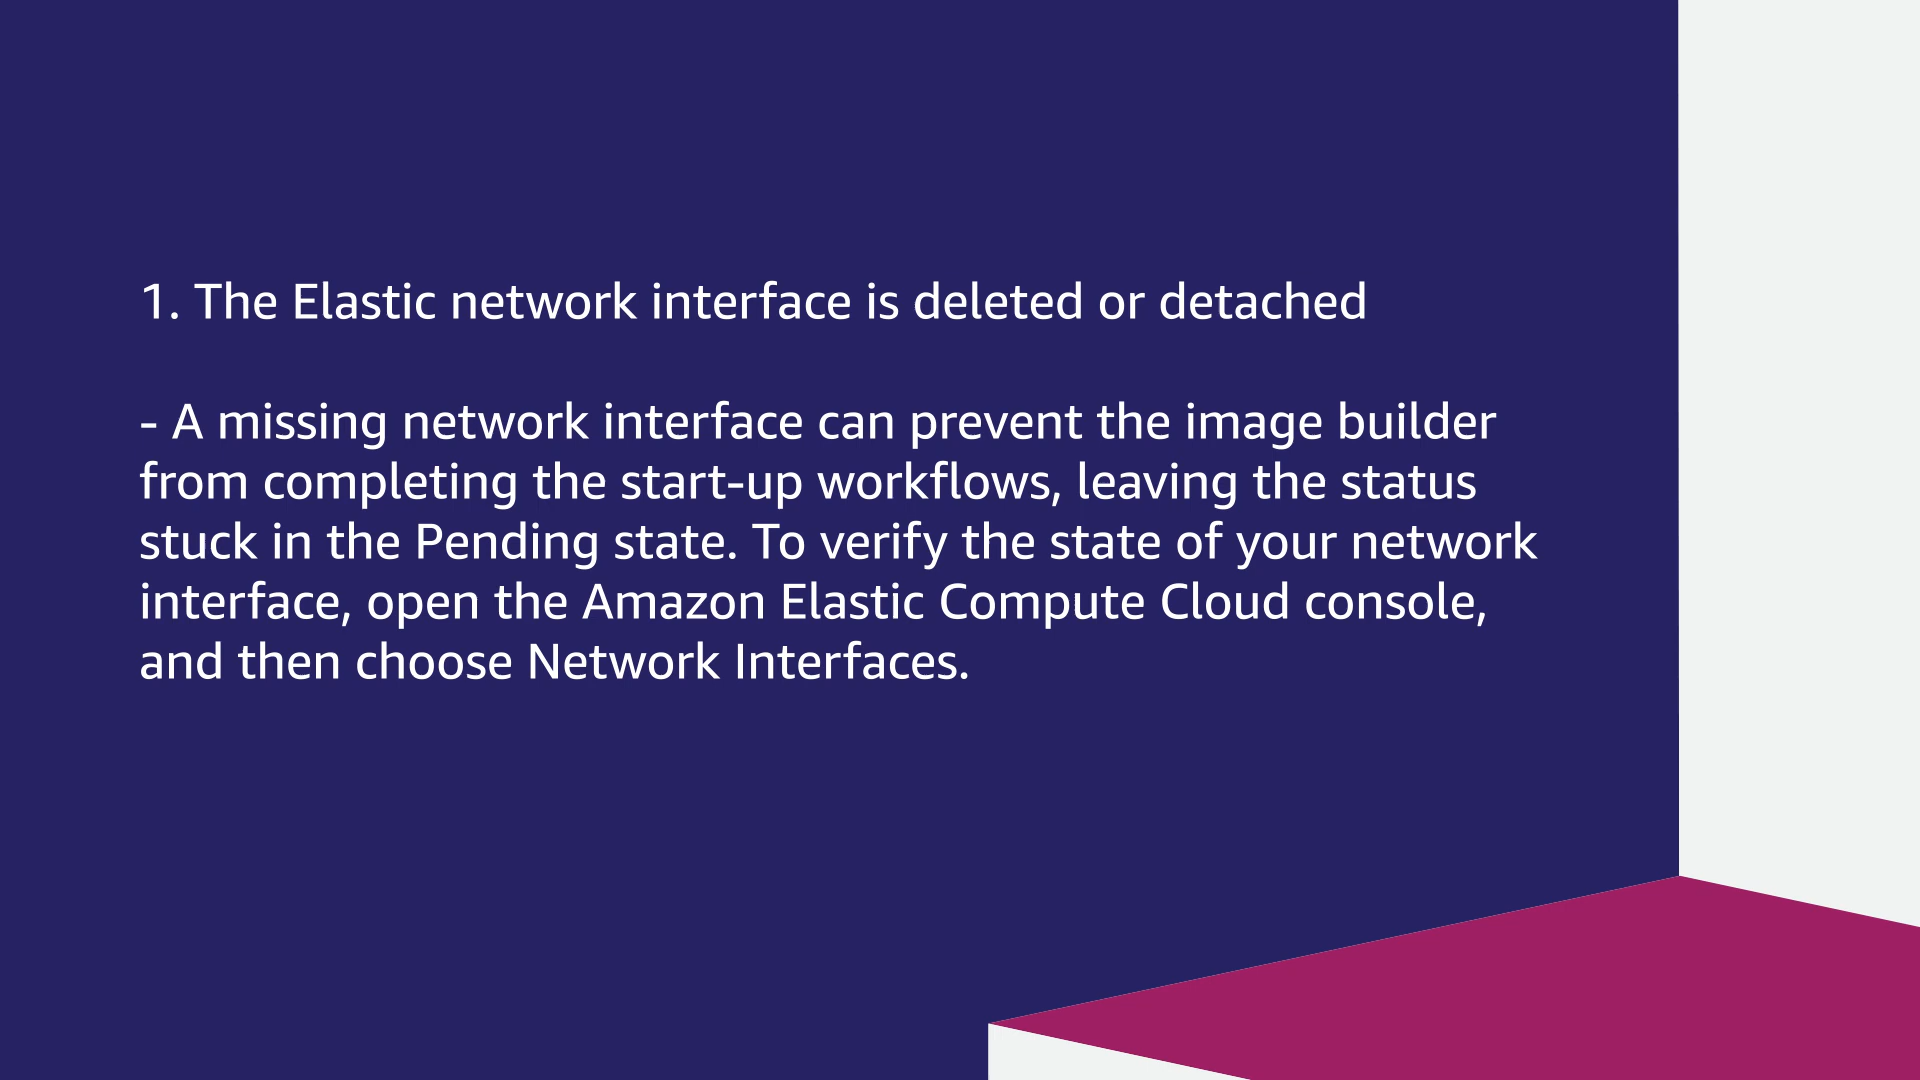 1. The Elastic network interface is deleted or detached
- A missing network interface can prevent the image builder
from completing the start-up workflows, leaving the status
stuck in the Pending state. To verify the state of your network
interface, open the Amazon Elastic Compute Cloud console,
and then choose Network Interfaces.